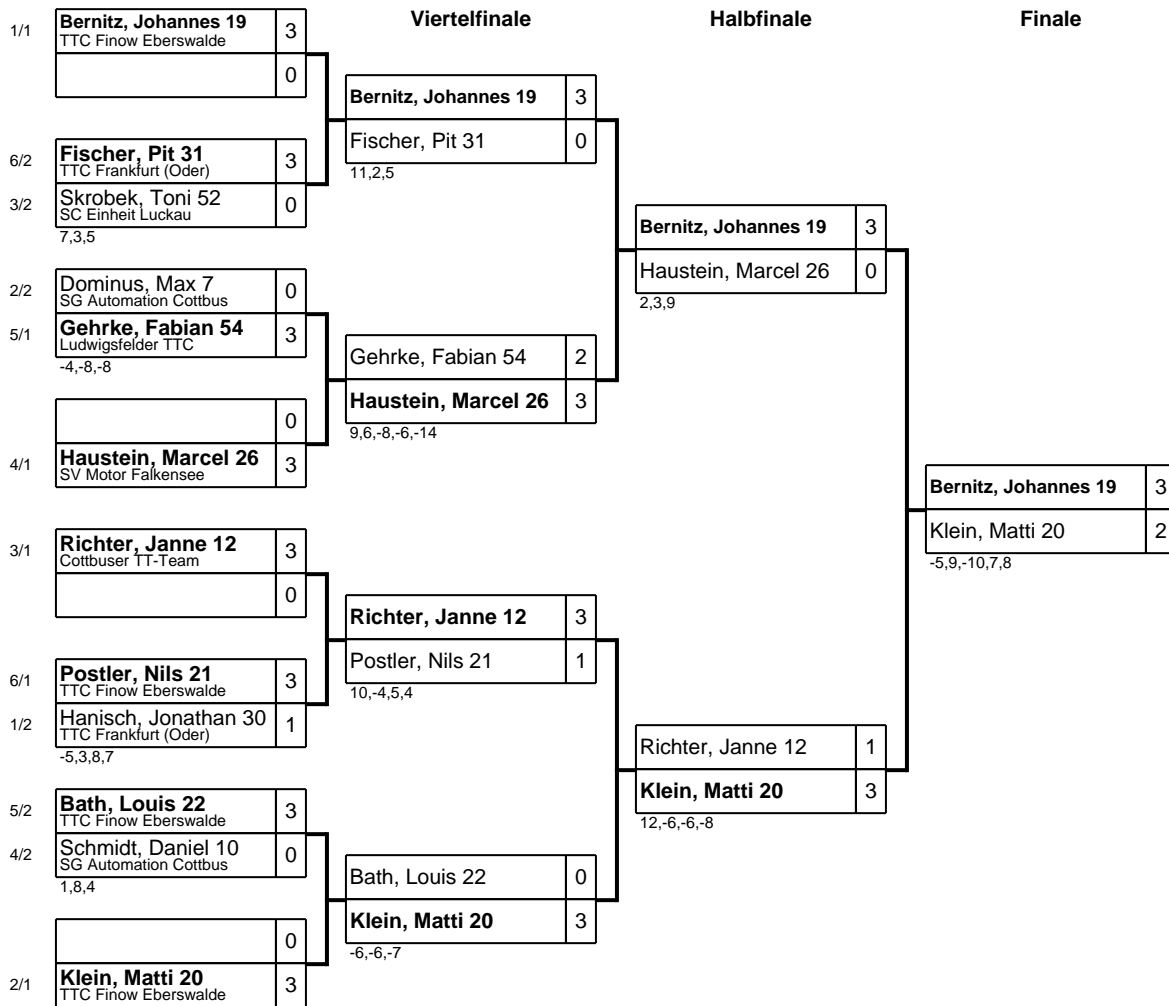 Viertelfinale
Halbfinale
Finale
1/1
Bernitz, Johannes 19
3
TTC Finow Eberswalde
0
6/2
Fischer, Pit 31
3
TTC Frankfurt (Oder)
3/2
Skrobek, Toni 52
0
SC Einheit Luckau
7,3,5
2/2
Dominus, Max 7
0
SG Automation Cottbus
5/1
Gehrke, Fabian 54
3
Ludwigsfelder TTC
-4,-8,-8
0
4/1
Haustein, Marcel 26
3
SV Motor Falkensee
3/1
Richter, Janne 12
3
Cottbuser TT-Team
0
6/1
Postler, Nils 21
3
TTC Finow Eberswalde
1/2
Hanisch, Jonathan 30
1
TTC Frankfurt (Oder)
-5,3,8,7
5/2
Bath, Louis 22
3
TTC Finow Eberswalde
4/2
Schmidt, Daniel 10
0
SG Automation Cottbus
1,8,4
0
2/1
Klein, Matti 20
3
TTC Finow Eberswalde
Bernitz, Johannes 19
3
Fischer, Pit 31
0
11,2,5
Gehrke, Fabian 54
2
Haustein, Marcel 26
3
9,6,-8,-6,-14
Richter, Janne 12
3
Postler, Nils 21
1
10,-4,5,4
Bath, Louis 22
0
Klein, Matti 20
3
-6,-6,-7
Bernitz, Johannes 19
3
Haustein, Marcel 26
0
2,3,9
Richter, Janne 12
1
Klein, Matti 20
3
12,-6,-6,-8
Bernitz, Johannes 19
3
Klein, Matti 20
2
-5,9,-10,7,8